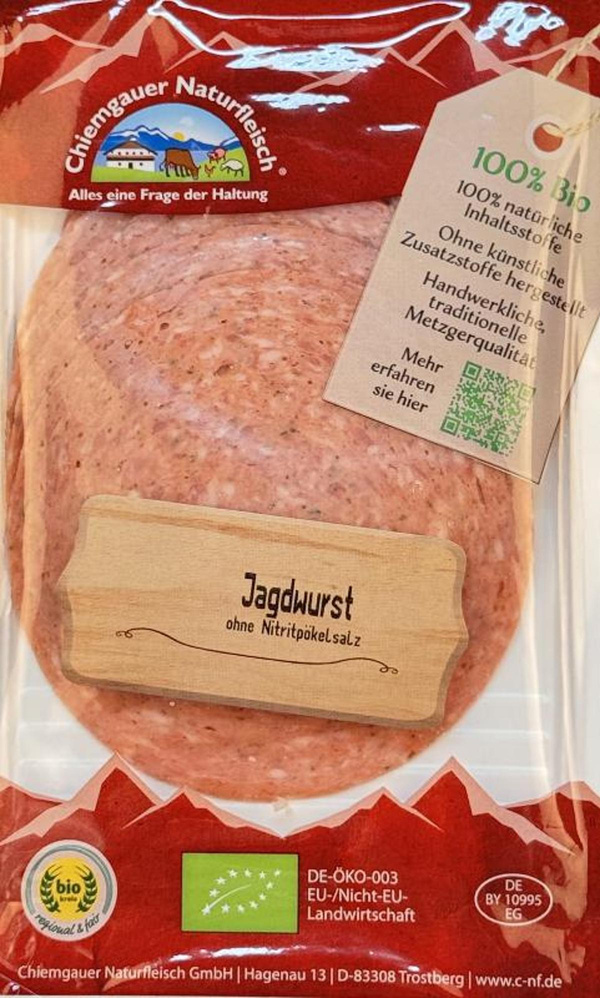 Chiemgauer Naturfleisch®
Alles eine Frage der Haltung
100% Bio
100% natürliche
Inhaltsstoffe
Ohne künstliche
Zusatzstoffe hergestellt
Handwerkliche,
traditionelle
Metzgerqualität
Mehr
erfahren
sie hier
Jagdwurst
ohne Nitritpökelsalz
bio
kreis
regional & fair
DE-ÖKO-003
EU-/Nicht-EU-
Landwirtschaft
DE
BY 10995
EG
Chiemgauer Naturfleisch GmbH | Hagenau 13 | D-83308 Trostberg | www.c-nf.de